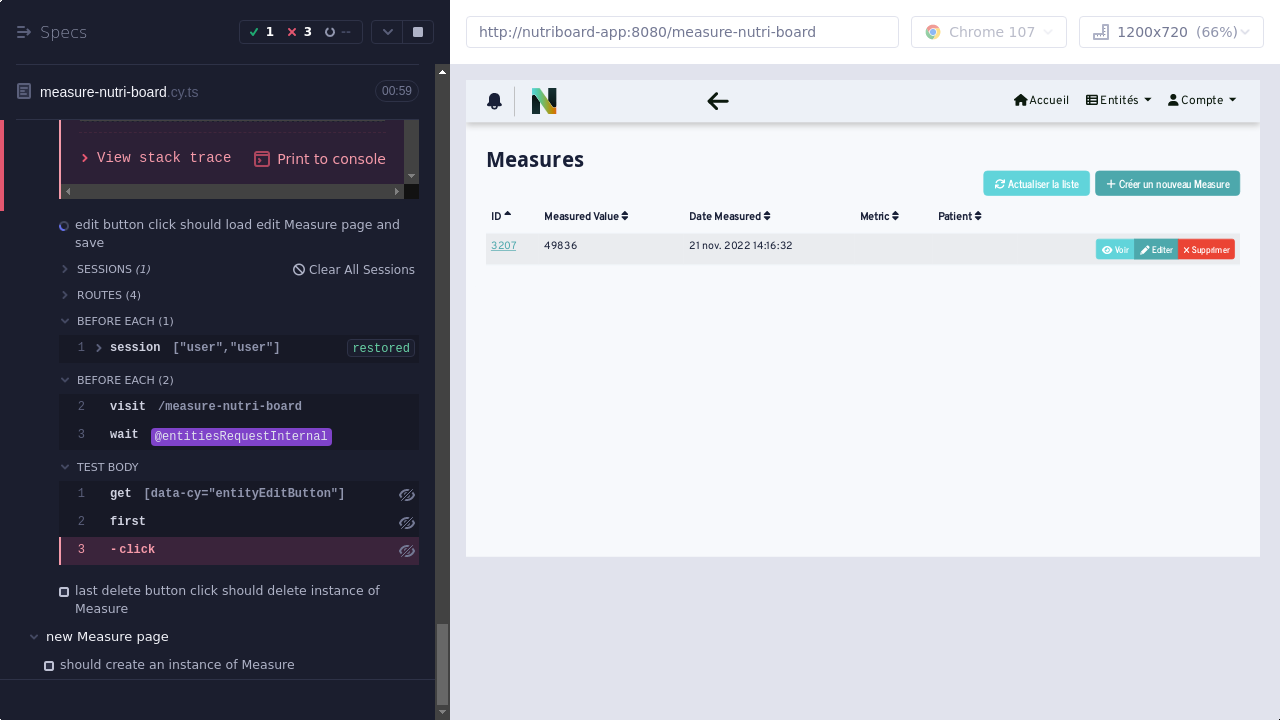 Specs
1
3
--
measure-nutri-board.cy.ts
00:59
View stack trace
Print to console
edit button click should load edit Measure page and
save
SESSIONS (1)
Clear All Sessions
ROUTES (4)
BEFORE EACH (1)
1 session ["user","user"] restored
BEFORE EACH (2)
2 visit /measure-nutri-board
3 wait @entitiesRequestInternal
TEST BODY
1 get [data-cy="entityEditButton"]
2 first
3 -click
last delete button click should delete instance of
Measure
new Measure page
should create an instance of Measure
http://nutriboard-app:8080/measure-nutri-board
Chrome 107
1200x720 (66%)
N
Accueil
Entités
Compte
Measures
Actualiser la liste
Créer un nouveau Measure
ID Measured Value Date Measured Metric Patient
3207 49836 21 nov. 2022 14:16:32 Voir Editer Supprimer